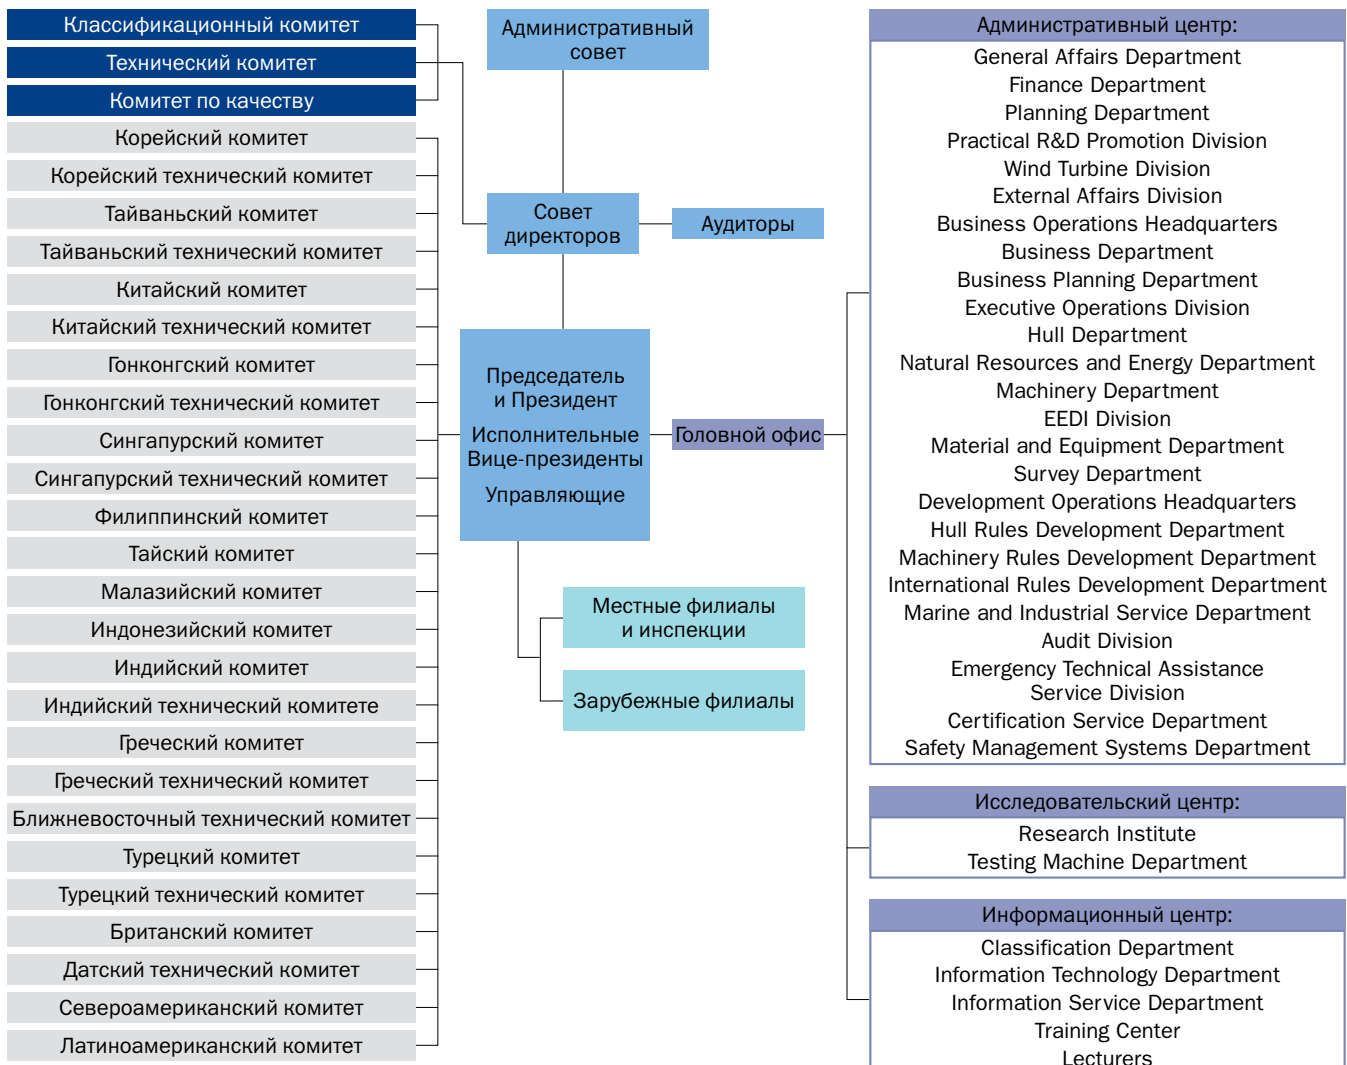 Классификационный комитет
Технический комитет
Комитет по качеству
Корейский комитет
Корейский технический комитет
Тайваньский комитет
Тайваньский технический комитет
Китайский комитет
Китайский технический комитет
Гонконгский комитет
Гонконгский технический комитет
Сингапурский комитет
Сингапурский технический комитет
Филиппинский комитет
Тайский комитет
Малазийский комитет
Индонезийский комитет
Индийский комитет
Индийский технический комитете
Греческий комитет
Греческий технический комитет
Ближневосточный технический комитет
Турецкий комитет
Турецкий технический комитет
Британский комитет
Датский технический комитет
Североамериканский комитет
Латиноамериканский комитет
Административный
совет
Совет
директоров
Аудиторы
Председатель
и Президент
Исполнительные
Вице-президенты
Управляющие
Головной офис
Местные филиалы
и инспекции
Зарубежные филиалы
Административный центр:
General Affairs Department
Finance Department
Planning Department
Practical R&D Promotion Division
Wind Turbine Division
External Affairs Division
Business Operations Headquarters
Business Department
Business Planning Department
Executive Operations Division
Hull Department
Natural Resources and Energy Department
Machinery Department
EEDI Division
Material and Equipment Department
Survey Department
Development Operations Headquarters
Hull Rules Development Department
Machinery Rules Development Department
International Rules Development Department
Marine and Industrial Service Department
Audit Division
Emergency Technical Assistance
Service Division
Certification Service Department
Safety Management Systems Department
Исследовательский центр:
Research Institute
Testing Machine Department
Информационный центр:
Classification Department
Information Technology Department
Information Service Department
Training Center
Lecturers